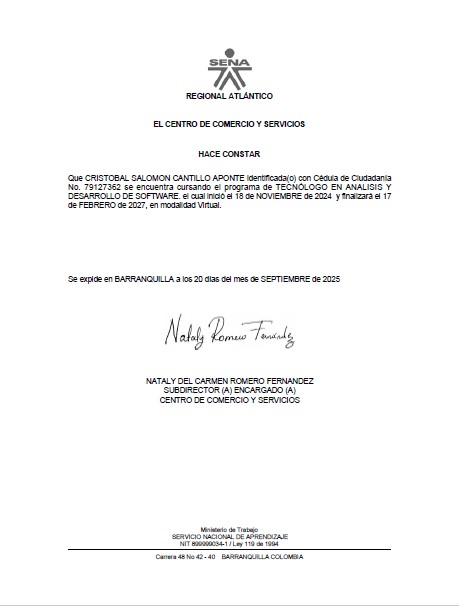 SENA
REGIONAL ATLÁNTICO
EL CENTRO DE COMERCIO Y SERVICIOS
HACE CONSTAR
Que CRISTOBAL SALOMON CANTILLO APONTE identificada(o) con Cédula de Ciudadanía
No. 79127362 se encuentra cursando el programa de TECNÓLOGO EN ANALISIS Y
DESARROLLO DE SOFTWARE, el cual inició el 18 de NOVIEMBRE de 2024 y finalizará el 17
de FEBRERO de 2027, en modalidad Virtual.
Se expide en BARRANQUILLA a los 20 días del mes de SEPTIEMBRE de 2025
Nataly Romero Fernández
NATALY DEL CARMEN ROMERO FERNANDEZ
SUBDIRECTOR (A) ENCARGADO (A)
CENTRO DE COMERCIO Y SERVICIOS
Ministerio de Trabajo
SERVICIO NACIONAL DE APRENDIZAJE
NIT 899999034-1 / Ley 119 de 1994
Carrera 48 No 42 - 40 BARRANQUILLA COLOMBIA